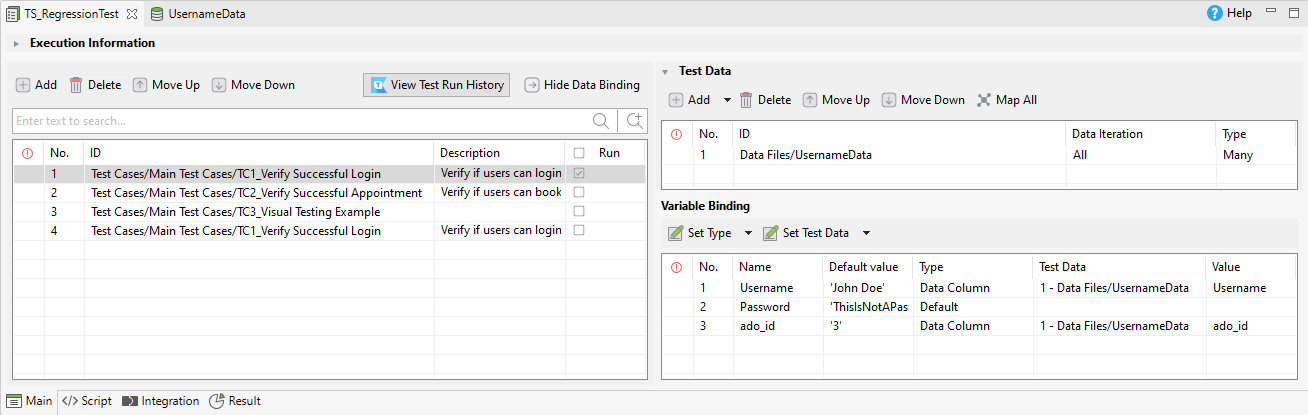 TS_RegressionTest UsernameData Help
Execution Information
Add Delete Move Up Move Down View Test Run History Hide Data Binding
Enter text to search...
No. ID Description Run
1 Test Cases/Main Test Cases/TC1_Verify Successful Login Verify if users can login
2 Test Cases/Main Test Cases/TC2_Verify Successful Appointment Verify if users can book
3 Test Cases/Main Test Cases/TC3_Visual Testing Example
4 Test Cases/Main Test Cases/TC1_Verify Successful Login Verify if users can login
Test Data
Add Delete Move Up Move Down Map All
No. ID Data Iteration Type
1 Data Files/UsernameData All Many
Variable Binding
Set Type Set Test Data
No. Name Default value Type Test Data Value
1 Username 'John Doe' Data Column 1 - Data Files/UsernameData Username
2 Password 'ThisIsNotAPas Default
3 ado_id '3' Data Column 1 - Data Files/UsernameData ado_id
Main Script Integration Result